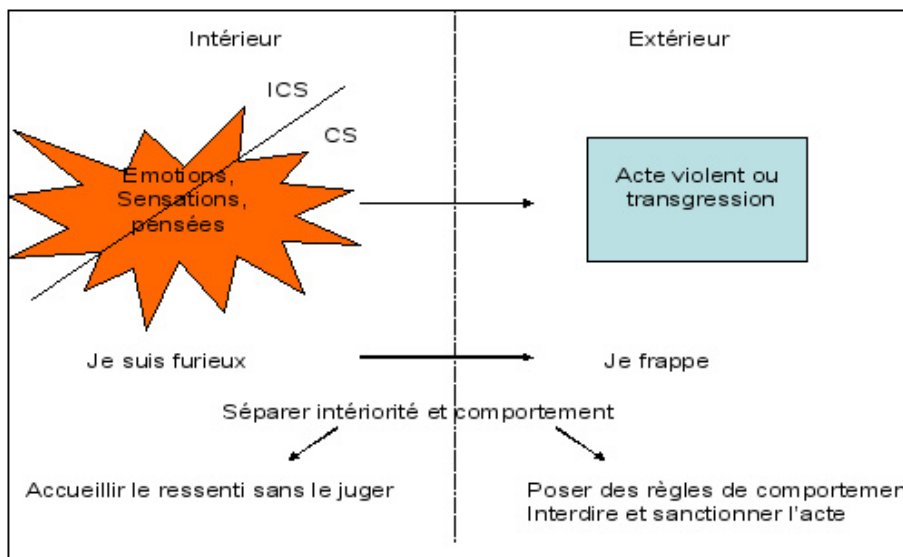 Intérieur
Extérieur
ICS
CS
Emotions,
Sensations,
pensées
Acte violent ou
transgression
Je suis furieux
Je frappe
Séparer intériorité et comportement
Accueillir le ressenti sans le juger
Poser des règles de comportemen
Interdire et sanctionner l'acte